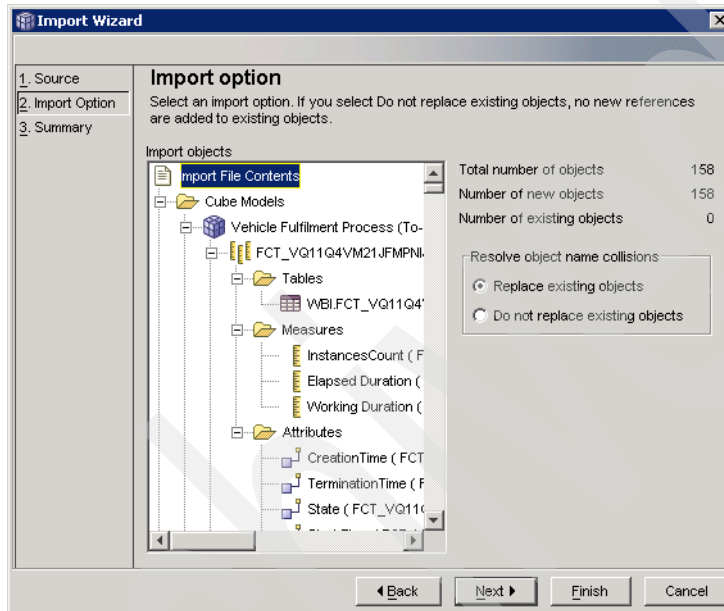 Import Wizard
1. Source
2. Import Option
3. Summary
Import option
Select an import option. If you select Do not replace existing objects, no new references
are added to existing objects.
Import objects
mport File Contents
Cube Models
Vehicle Fulfilment Process (To-
FCT_VQ11Q4VM21JFMPNI
Tables
WBI.FCT_VQ11Q4
Measures
InstancesCount ( F
Elapsed Duration (
Working Duration (
Attributes
CreationTime ( FCT
TerminationTime ( F
State ( FCT_VQ11
Total number of objects 158
Number of new objects 158
Number of existing objects 0
Resolve object name collisions
Replace existing objects
Do not replace existing objects
Back
Next
Finish
Cancel